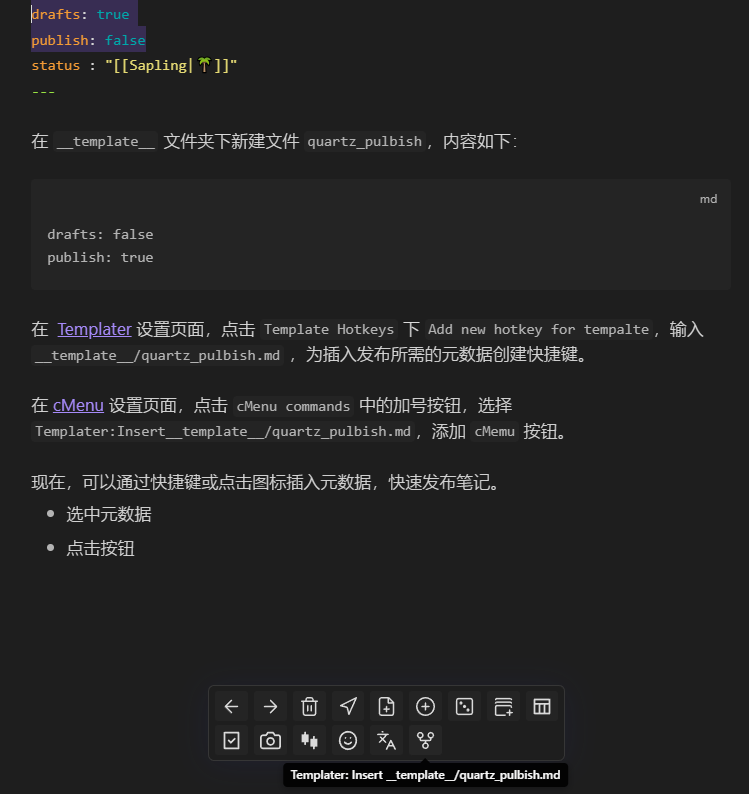 drafts: true
publish: false
status : "[[Sapling|🌴]]"
---
在 __template__ 文件夹下新建文件 quartz_pulbish，内容如下：
md
drafts: false
publish: true
在 Templater 设置页面，点击 Template Hotkeys 下 Add new hotkey for tempalte，输入
__template__/quartz_pulbish.md ，为插入发布所需的元数据创建快捷键。
在 cMenu 设置页面，点击 cMenu commands 中的加号按钮，选择
Templater:Insert__template__/quartz_pulbish.md，添加 cMemu 按钮。
现在，可以通过快捷键或点击图标插入元数据，快速发布笔记。
• 选中元数据
• 点击按钮
Templater: Insert __template__/quartz_pulbish.md